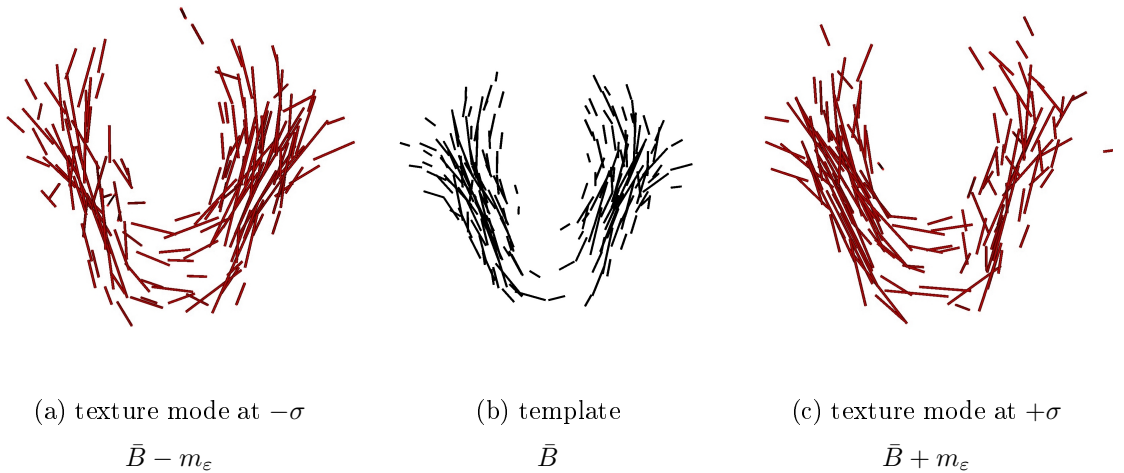 (a) texture mode at −σ (b) template (c) texture mode at +σ
B̄ − m_ε B̄ B̄ + m_ε